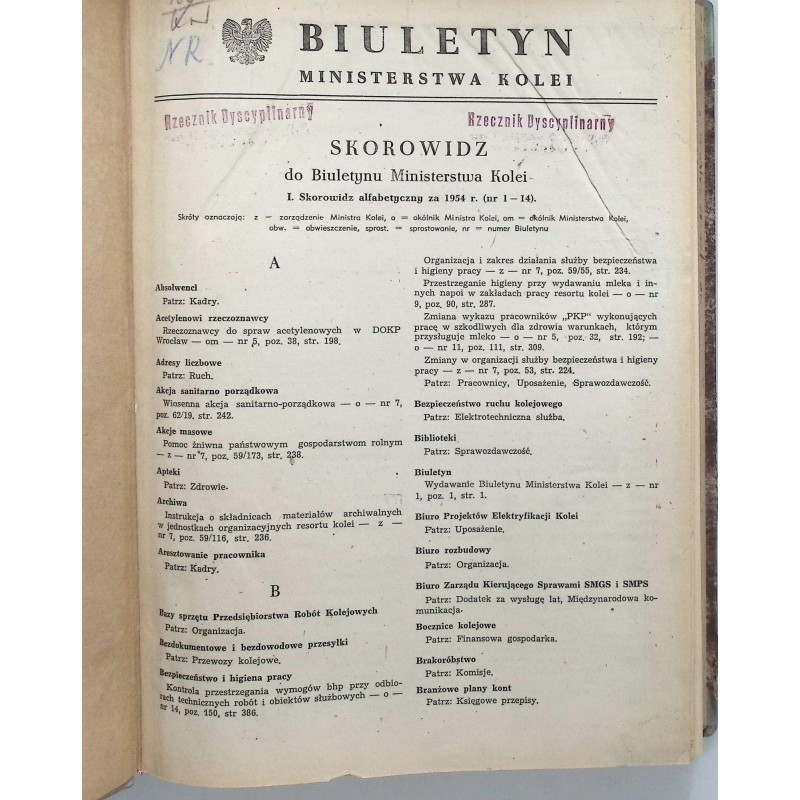 NR
BIULETYN
MINISTERSTWA KOLEI
Rzecznik Dyscyplinarny
Rzecznik Dyscyplinarny
SKOROWIDZ
do Biuletynu Ministerstwa Kolei
I. Skorowidz alfabetyczny za 1954 r. (nr 1—14).
Skróty oznaczają: z — zarządzenie Ministra Kolei, o = okólnik Ministra Kolei, om = okólnik Ministerstwa Kolei,
obw. = obwieszczenie, sprost. = sprostowanie, nr = numer Biuletynu
A
Absolwenci
Patrz: Kadry.
Acetylenowi rzeczoznawcy
Rzeczoznawcy do spraw acetylenowych w DOKP
Wrocław — om — nr 5, poz. 38, str. 198.
Adresy liczbowe
Patrz: Ruch.
Akcja sanitarno porządkowa
Wiosenna akcja sanitarno-porządkowa — o — nr 7,
poz. 62/19, str. 242.
Akcje masowe
Pomoc żniwna państwowym gospodarstwom rolnym
— z — nr 7, poz. 59/173, str. 238.
Apteki
Patrz: Zdrowie.
Archiwa
Instrukcja o składnicach materiałów archiwalnych
w jednostkach organizacyjnych resortu kolei — z —
nr 7, poz. 59/116, str. 236.
Aresztowanie pracownika
Patrz: Kadry.
B
Bazy sprzętu Przedsiębiorstwa Robót Kolejowych
Patrz: Organizacja.
Bezdokumentowe i bezdowodowe przesyłki
Patrz: Przewozy kolejowe.
Bezpieczeństwo i higiena pracy
Kontrola przestrzegania wymogów bhp przy odbio-
rach technicznych robót i obiektów służbowych — o —
nr 14, poz. 150, str 386.
Organizacja i zakres działania służby bezpieczeństwa
i higieny pracy — z — nr 7, poz. 59/55, str. 234.
Przestrzeganie higieny przy wydawaniu mleka i in-
nych napoi w zakładach pracy resortu kolei — o — nr
9, poz. 90, str. 287.
Zmiana wykazu pracowników „PKP" wykonujących
pracę w szkodliwych dla zdrowia warunkach, którym
przysługuje mleko — o — nr 5, poz. 32, str. 192; —
o — nr 11, poz. 111, str. 309.
Zmiany w organizacji służby bezpieczeństwa i higieny
pracy — z — nr 7, poz. 53, str. 224.
Patrz: Pracownicy, Uposażenie, Sprawozdawczość.
Bezpieczeństwo ruchu kolejowego
Patrz: Elektrotechniczna służba.
Biblioteki
Patrz: Sprawozdawczość.
Biuletyn
Wydawanie Biuletynu Ministerstwa Kolei — z — nr
1, poz. 1, str. 1.
Biuro Projektów Elektryfikacji Kolei
Patrz: Uposażenie.
Biuro rozbudowy
Patrz: Organizacja.
Biuro Zarządu Kierującego Sprawami SMGS i SMPS
Patrz: Dodatek za wysługę lat, Międzynarodowa ko-
munikacja.
Bocznice kolejowe
Patrz: Finansowa gospodarka.
Brakoróbstwo
Patrz: Komisje.
Branżowe plany kont
Patrz: Księgowe przepisy.